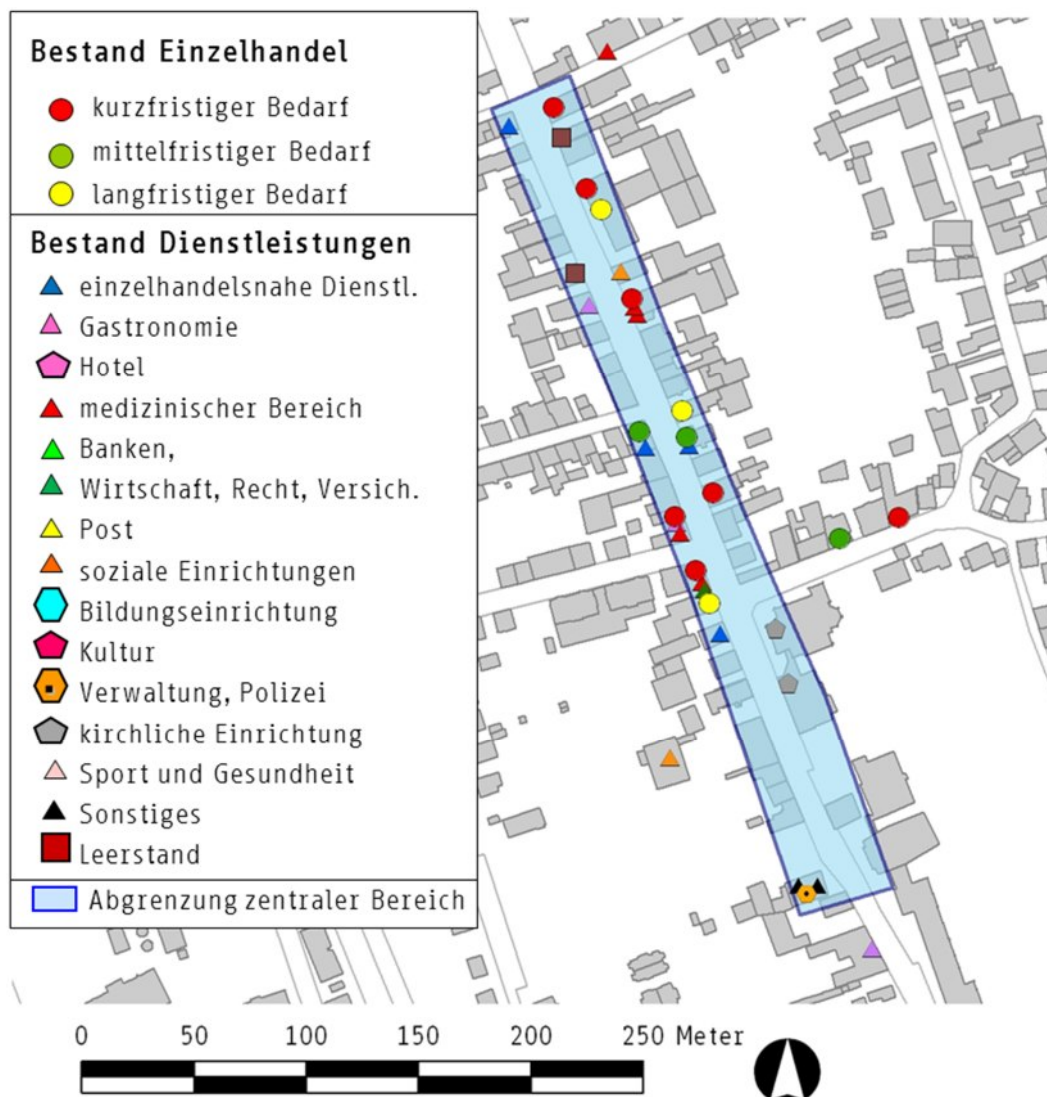 Bestand Einzelhandel
kurzfristiger Bedarf
mittelfristiger Bedarf
langfristiger Bedarf
Bestand Dienstleistungen
einzelhandelsnahe Dienstl.
Gastronomie
Hotel
medizinischer Bereich
Banken,
Wirtschaft, Recht, Versich.
Post
soziale Einrichtungen
Bildungseinrichtung
Kultur
Verwaltung, Polizei
kirchliche Einrichtung
Sport und Gesundheit
Sonstiges
Leerstand
Abgrenzung zentraler Bereich
0 50 100 150 200 250 Meter